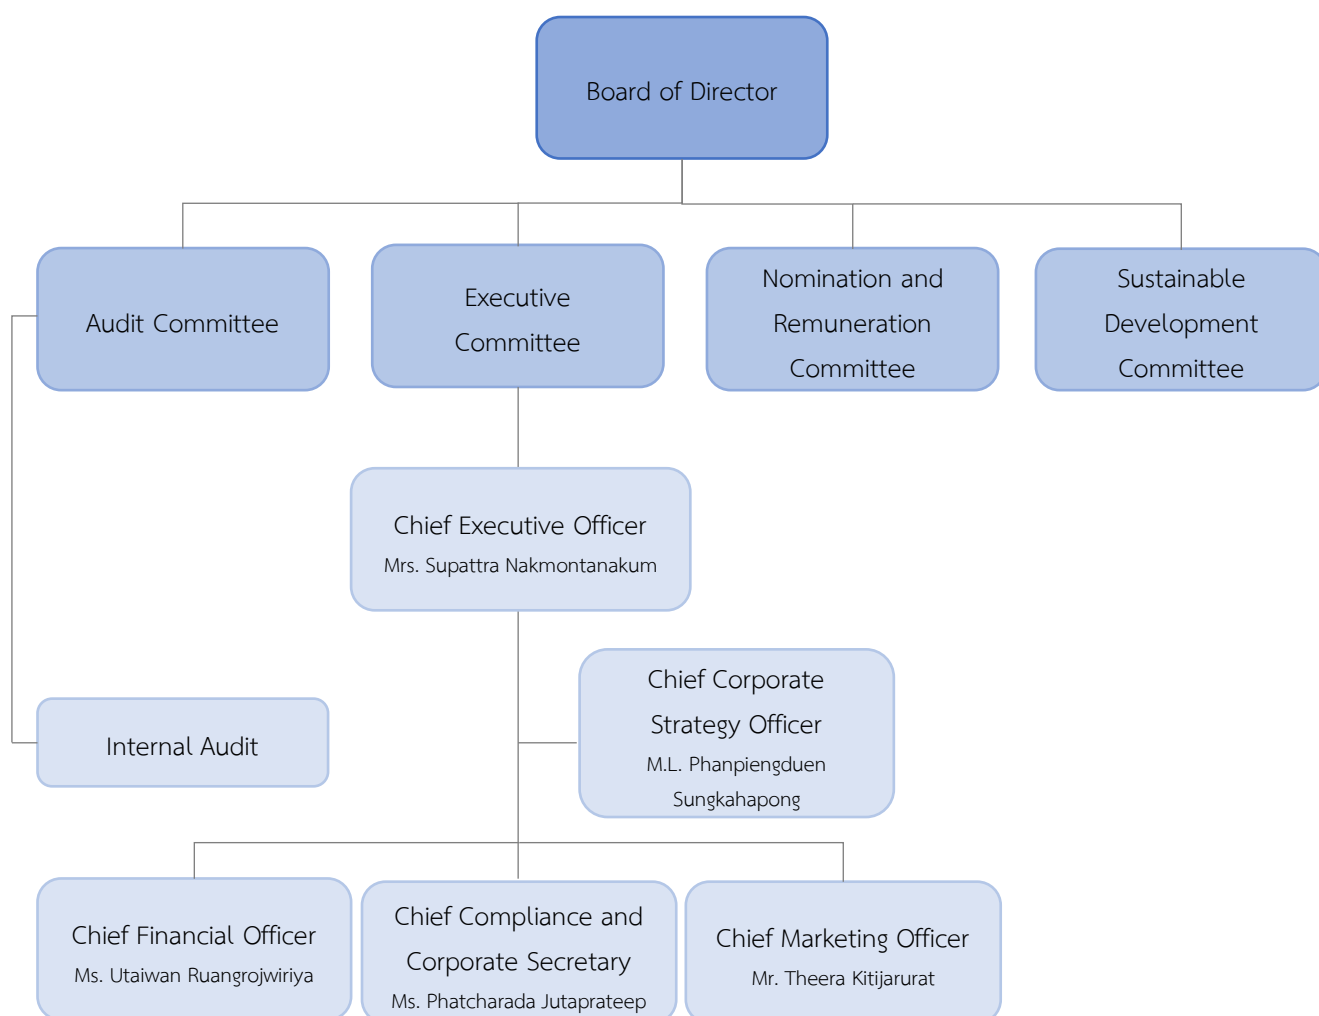 Board of Director
Audit Committee
Executive
Committee
Nomination and
Remuneration
Committee
Sustainable
Development
Committee
Chief Executive Officer
Mrs. Supattra Nakmontanakum
Chief Corporate
Strategy Officer
M.L. Phanpiengduen
Sungkahapong
Internal Audit
Chief Financial Officer
Ms. Utaiwan Ruangrojwiriya
Chief Compliance and
Corporate Secretary
Ms. Phatcharada Jutaprateep
Chief Marketing Officer
Mr. Theera Kitijarurat